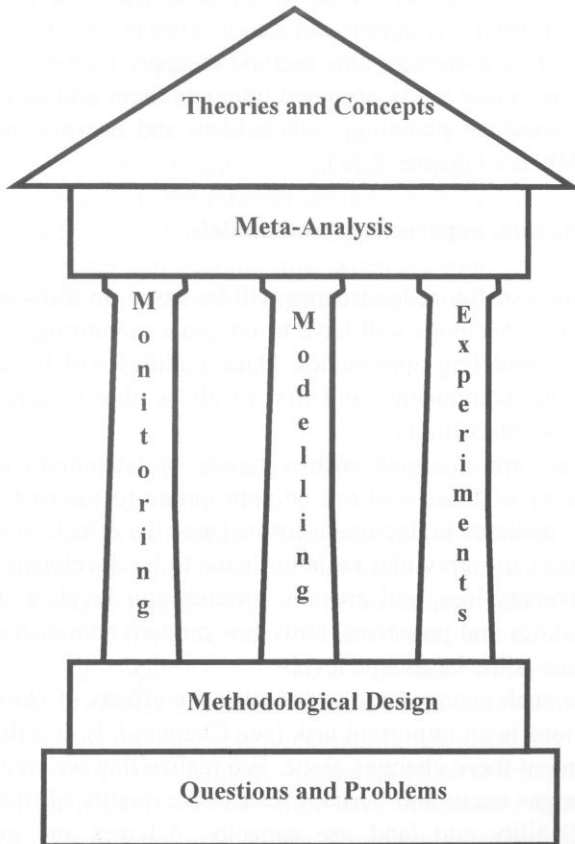 Theories and Concepts
Meta-Analysis
Monitoring
Modelling
Experiments
Methodological Design
Questions and Problems